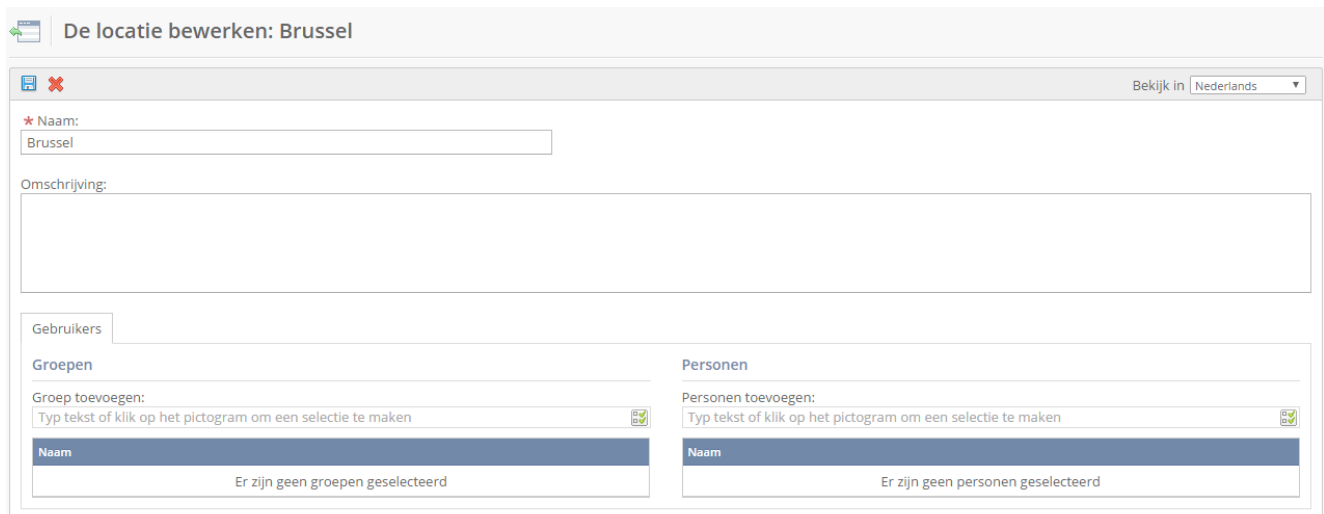 De locatie bewerken: Brussel
Bekijk in Nederlands
* Naam:
Brussel
Omschrijving:
Gebruikers
Groepen
Groep toevoegen:
Typ tekst of klik op het pictogram om een selectie te maken
Naam
Er zijn geen groepen geselecteerd
Personen
Personen toevoegen:
Typ tekst of klik op het pictogram om een selectie te maken
Naam
Er zijn geen personen geselecteerd